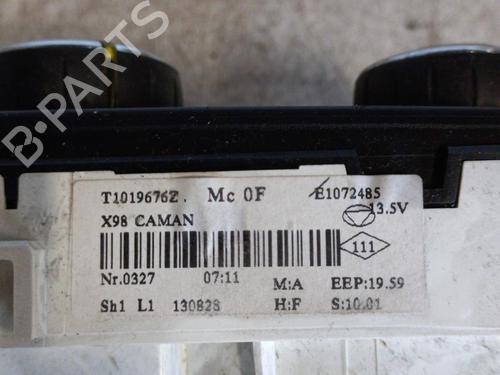 B-PARTS
T1019676Z. Mc 0F E1072485
X98 CAMAN 13.5V
111
Nr.0327 07:11 M:A EEP:19.59
Sh1 L1 130828 H:F S:10.01